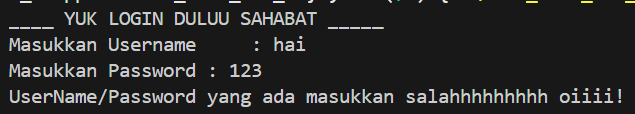 ____ YUK LOGIN DULUU SAHABAT _____
Masukkan Username     : hai
Masukkan Password : 123
UserName/Password yang ada masukkan salahhhhhhhhh oiiii!